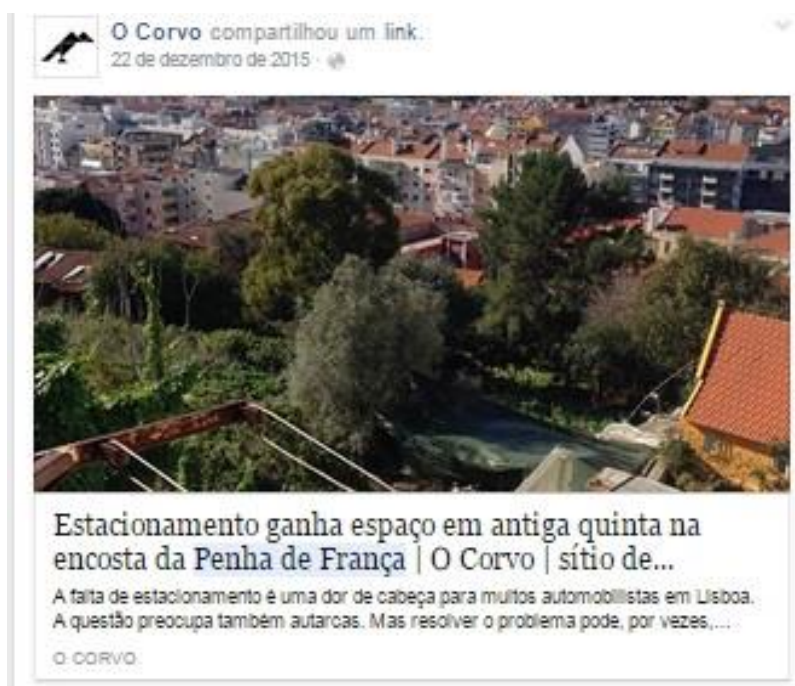 O Corvo compartilhou um link.
22 de dezembro de 2015 ·
Estacionamento ganha espaço em antiga quinta na
encosta da Penha de França | O Corvo | sítio de...
A falta de estacionamento é uma dor de cabeça para muitos automobilistas em Lisboa.
A questão preocupa também autarcas. Mas resolver o problema pode, por vezes,...
O CORVO